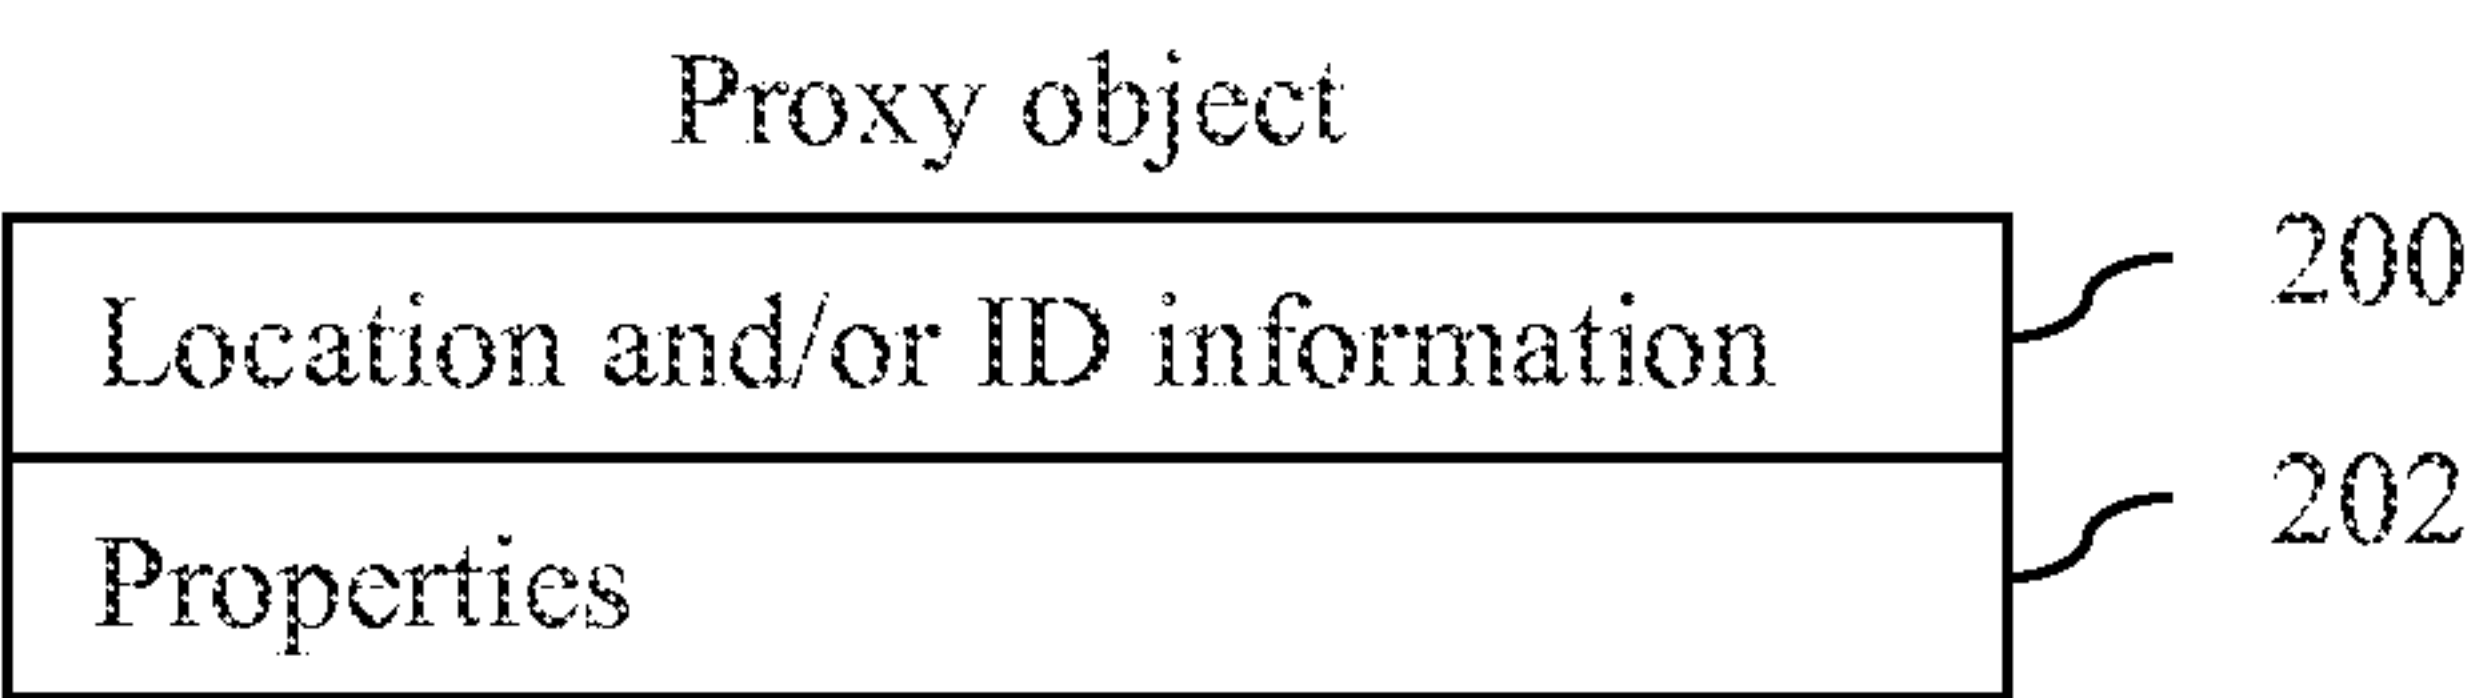 Proxy object
Location and/or ID information 200
Properties 202